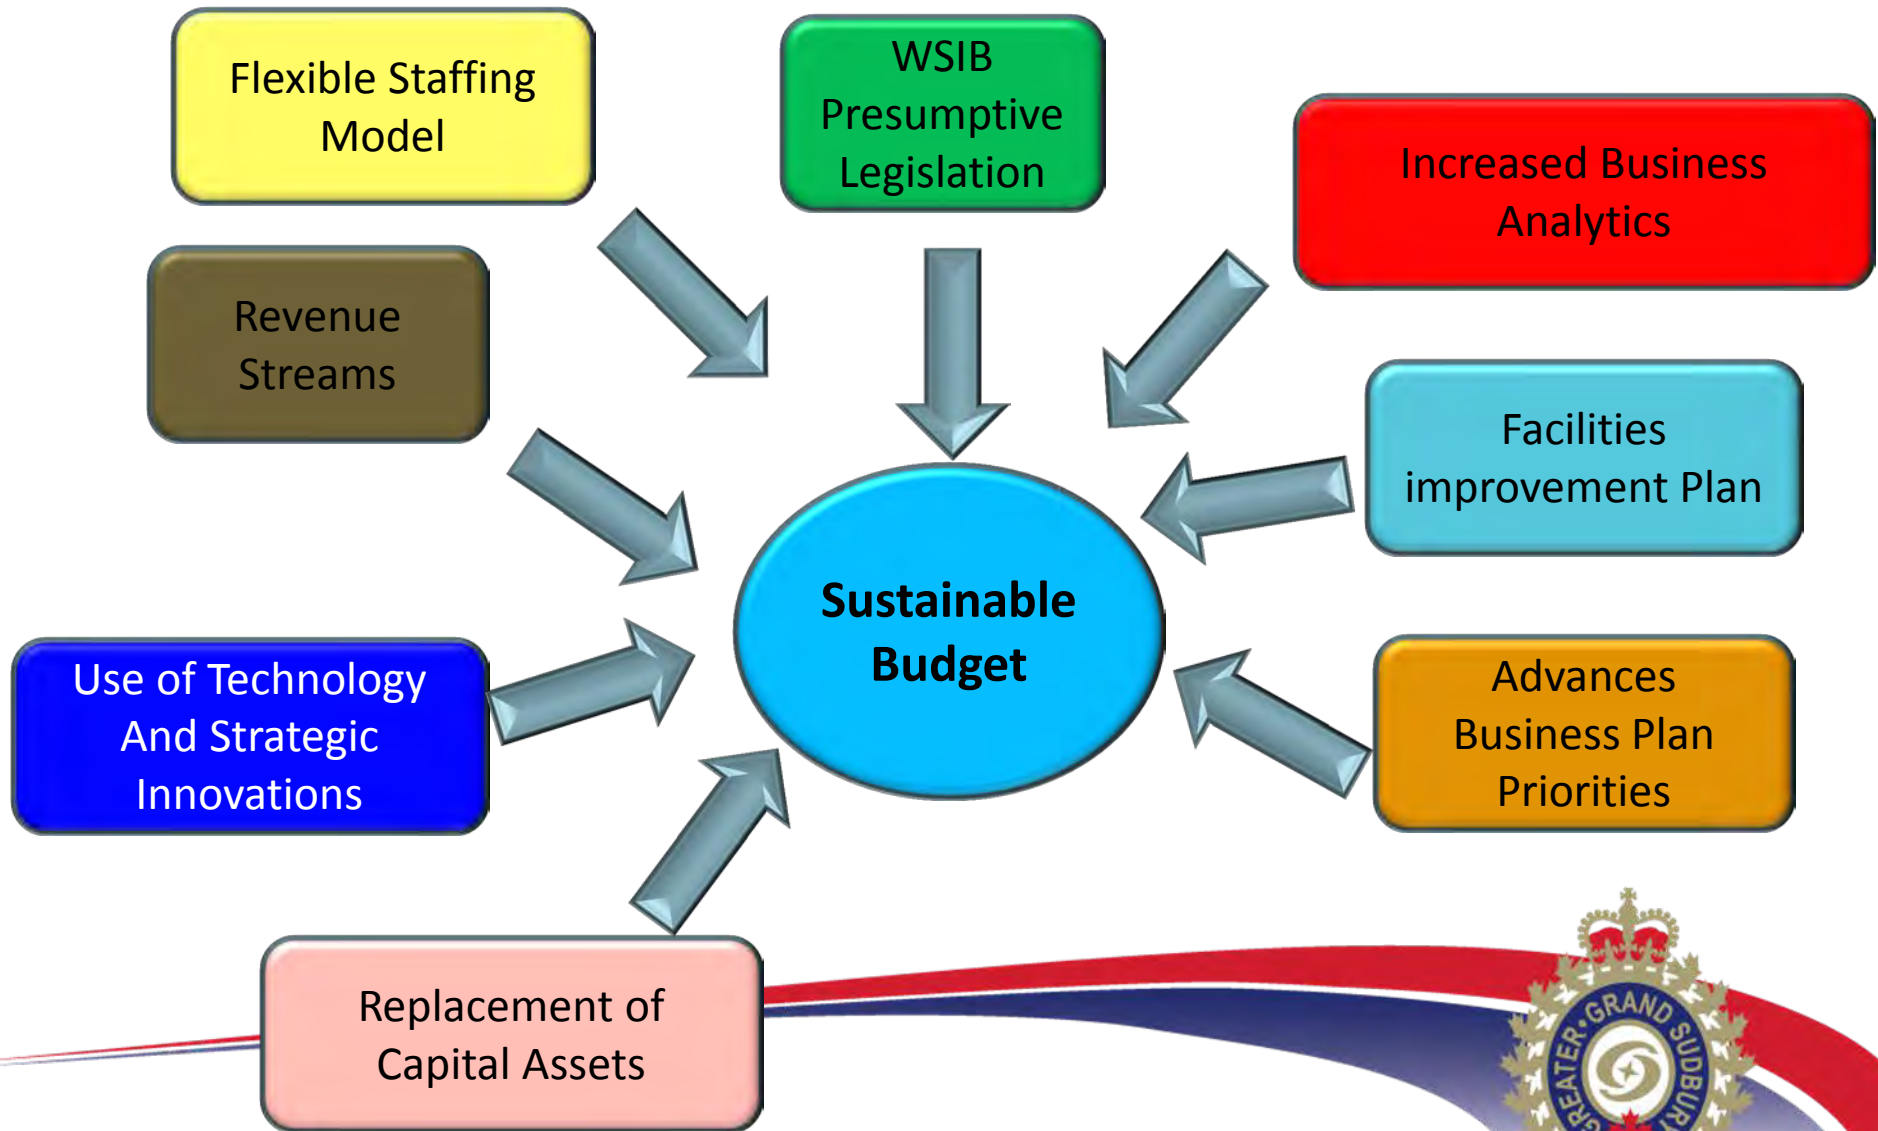 Flexible Staffing
Model
WSIB
Presumptive
Legislation
Increased Business
Analytics
Revenue
Streams
Facilities
improvement Plan
Sustainable
Budget
Use of Technology
And Strategic
Innovations
Advances
Business Plan
Priorities
Replacement of
Capital Assets
GREATER • GRAND SUDBURY